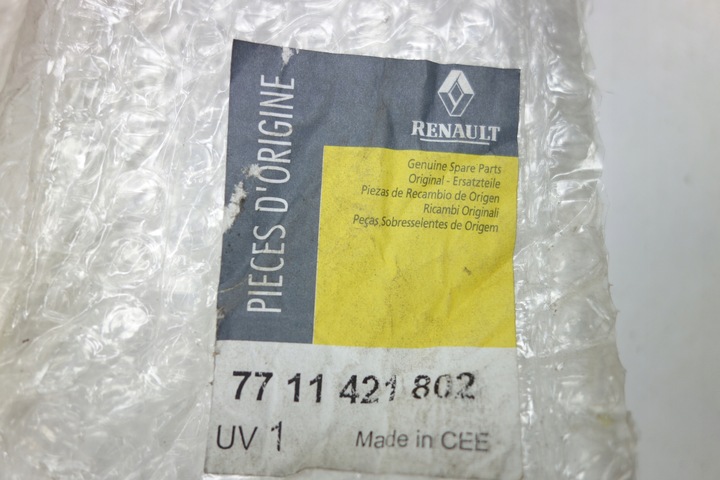 PIECES D'ORIGINE
RENAULT
Genuine Spare Parts
Original - Ersatzteile
Piezas de Recambio de Origen
Ricambi Originali
Peças Sobresselentes de Origem
77 11 421 802
UV 1 Made in CEE